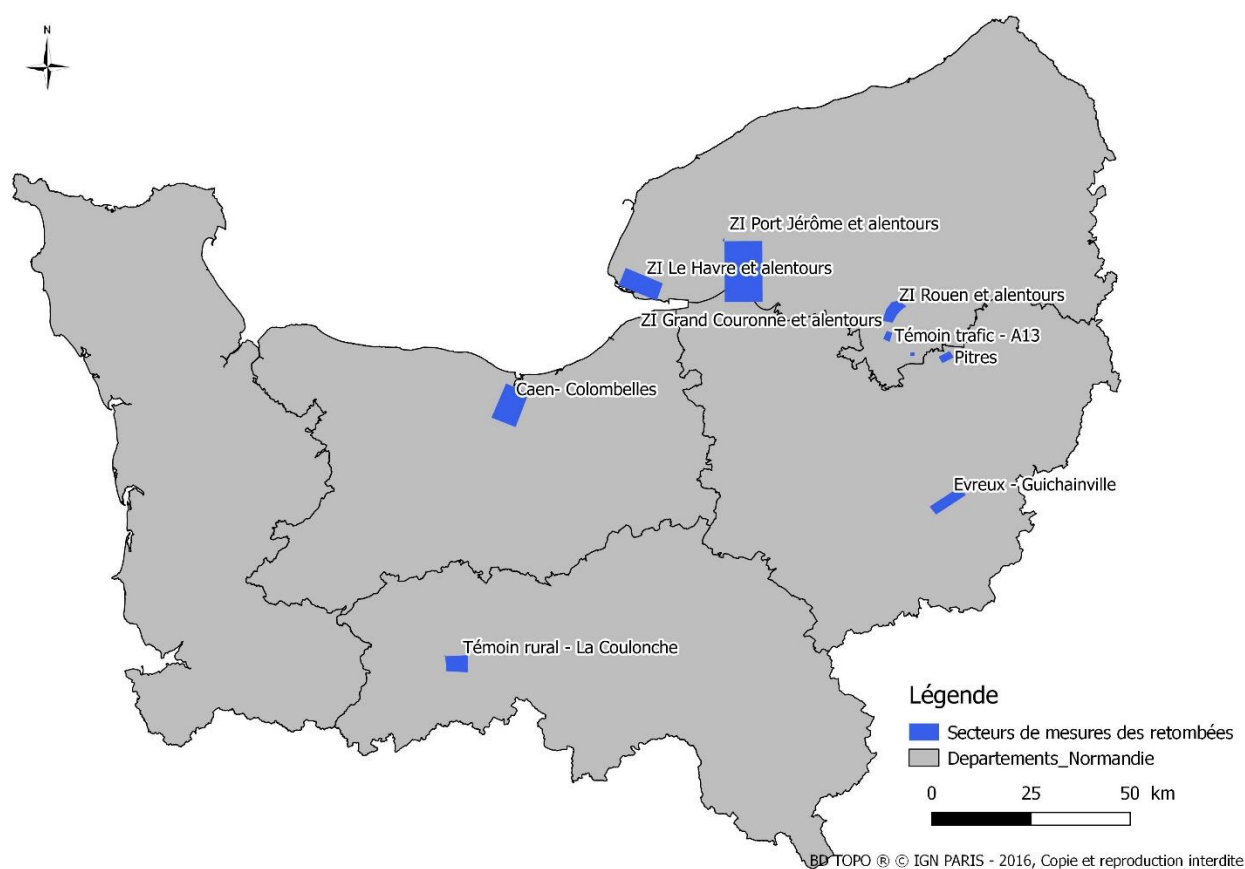 N
ZI Port Jérôme et alentours
ZI Le Havre et alentours
ZI Rouen et alentours
ZI Grand Couronne et alentours
Témoin trafic - A13
Pitres
Caen- Colombelles
Evreux - Guichainville
Témoin rural - La Coulonche
Légende
Secteurs de mesures des retombées
Departements_Normandie
0 25 50 km
BD TOPO ® © IGN PARIS - 2016, Copie et reproduction interdite